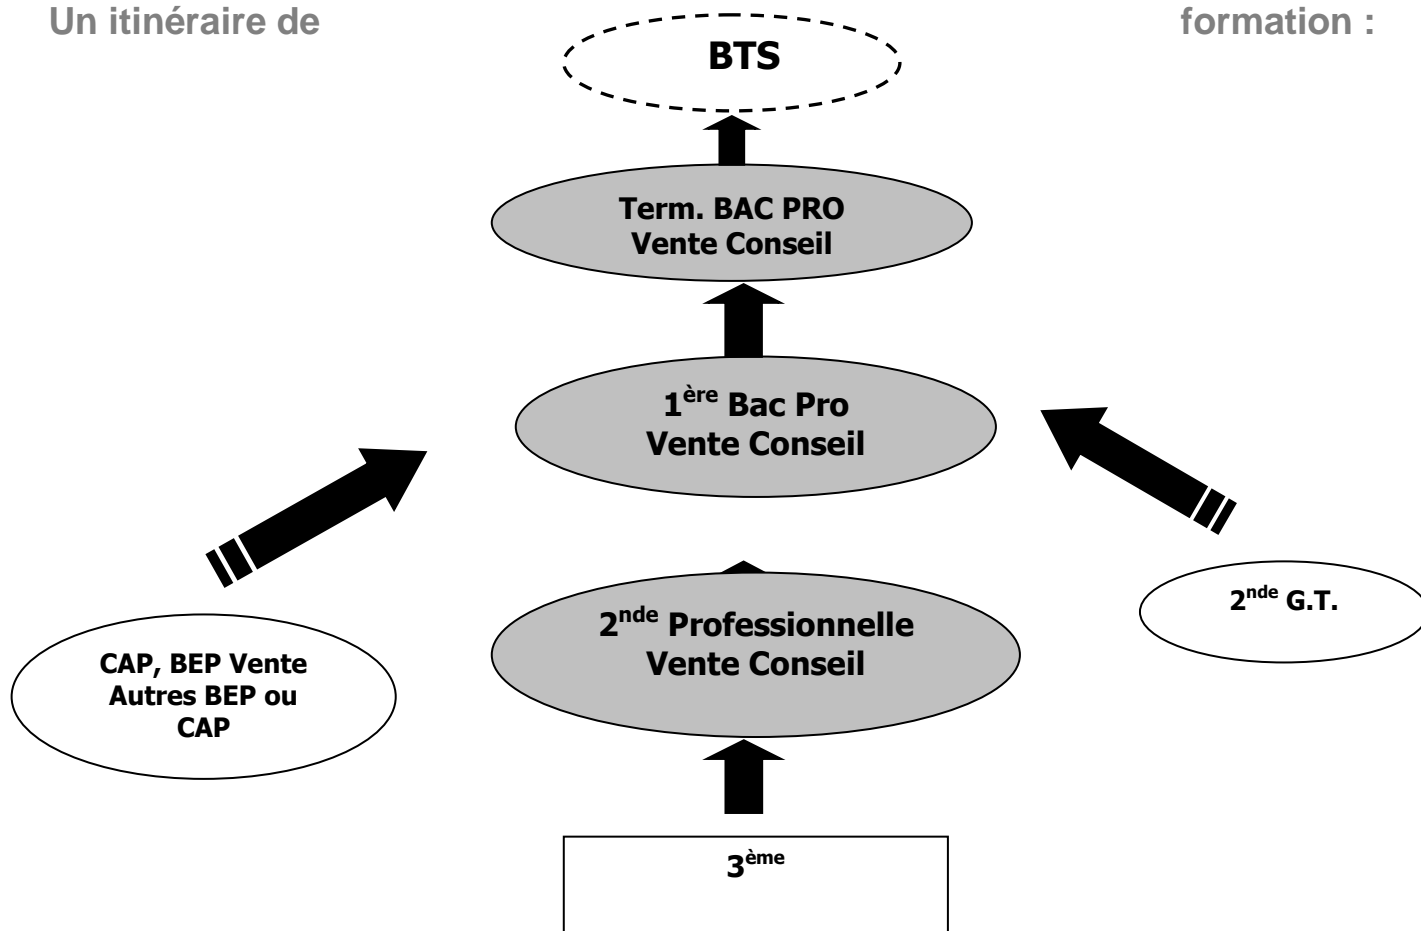 Un itinéraire de formation :
BTS
Term. BAC PRO
Vente Conseil
1ère Bac Pro
Vente Conseil
2nde G.T.
2nde Professionnelle
Vente Conseil
CAP, BEP Vente
Autres BEP ou
CAP
3ème